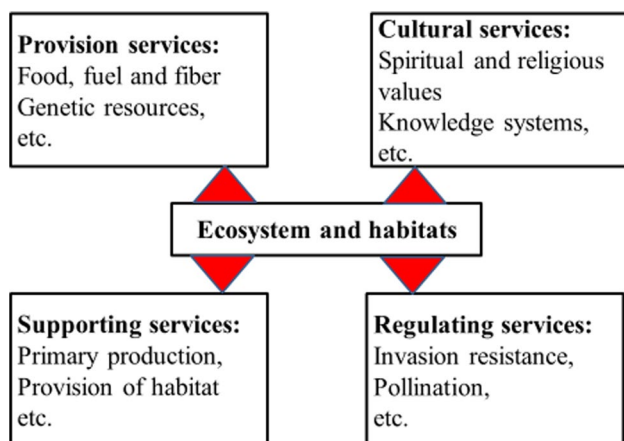 Provision services:
Food, fuel and fiber
Genetic resources,
etc.
Cultural services:
Spiritual and religious
values
Knowledge systems,
etc.
Ecosystem and habitats
Supporting services:
Primary production,
Provision of habitat
etc.
Regulating services:
Invasion resistance,
Pollination,
etc.